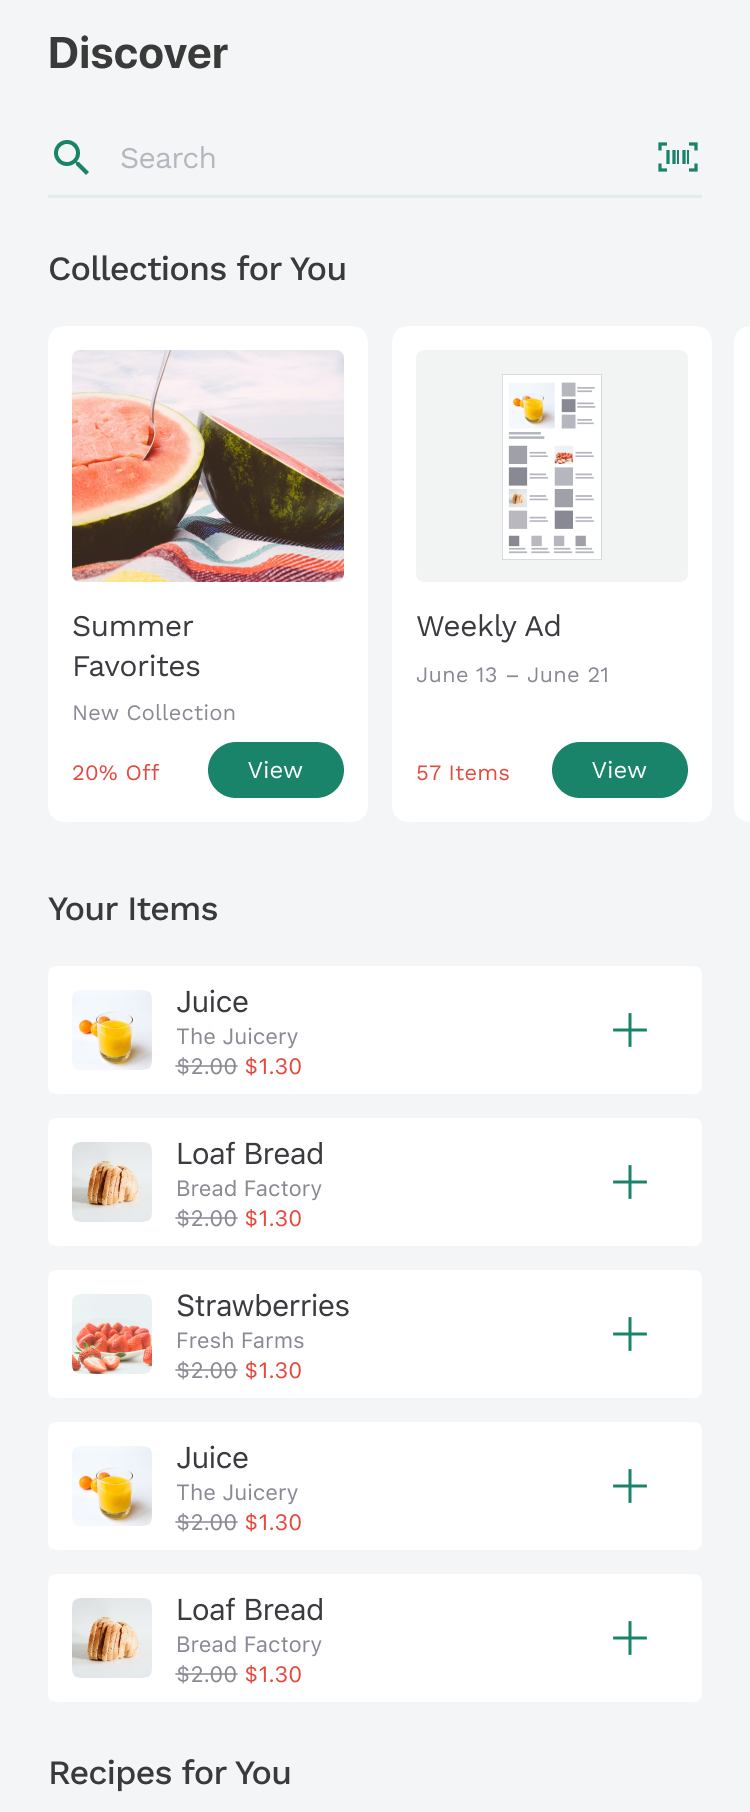 Discover
Search
Collections for You
Summer
Favorites
New Collection
20% Off
View
Weekly Ad
June 13 – June 21
57 Items
View
Your Items
Juice
The Juicery
$2.00 $1.30
Loaf Bread
Bread Factory
$2.00 $1.30
Strawberries
Fresh Farms
$2.00 $1.30
Juice
The Juicery
$2.00 $1.30
Loaf Bread
Bread Factory
$2.00 $1.30
Recipes for You